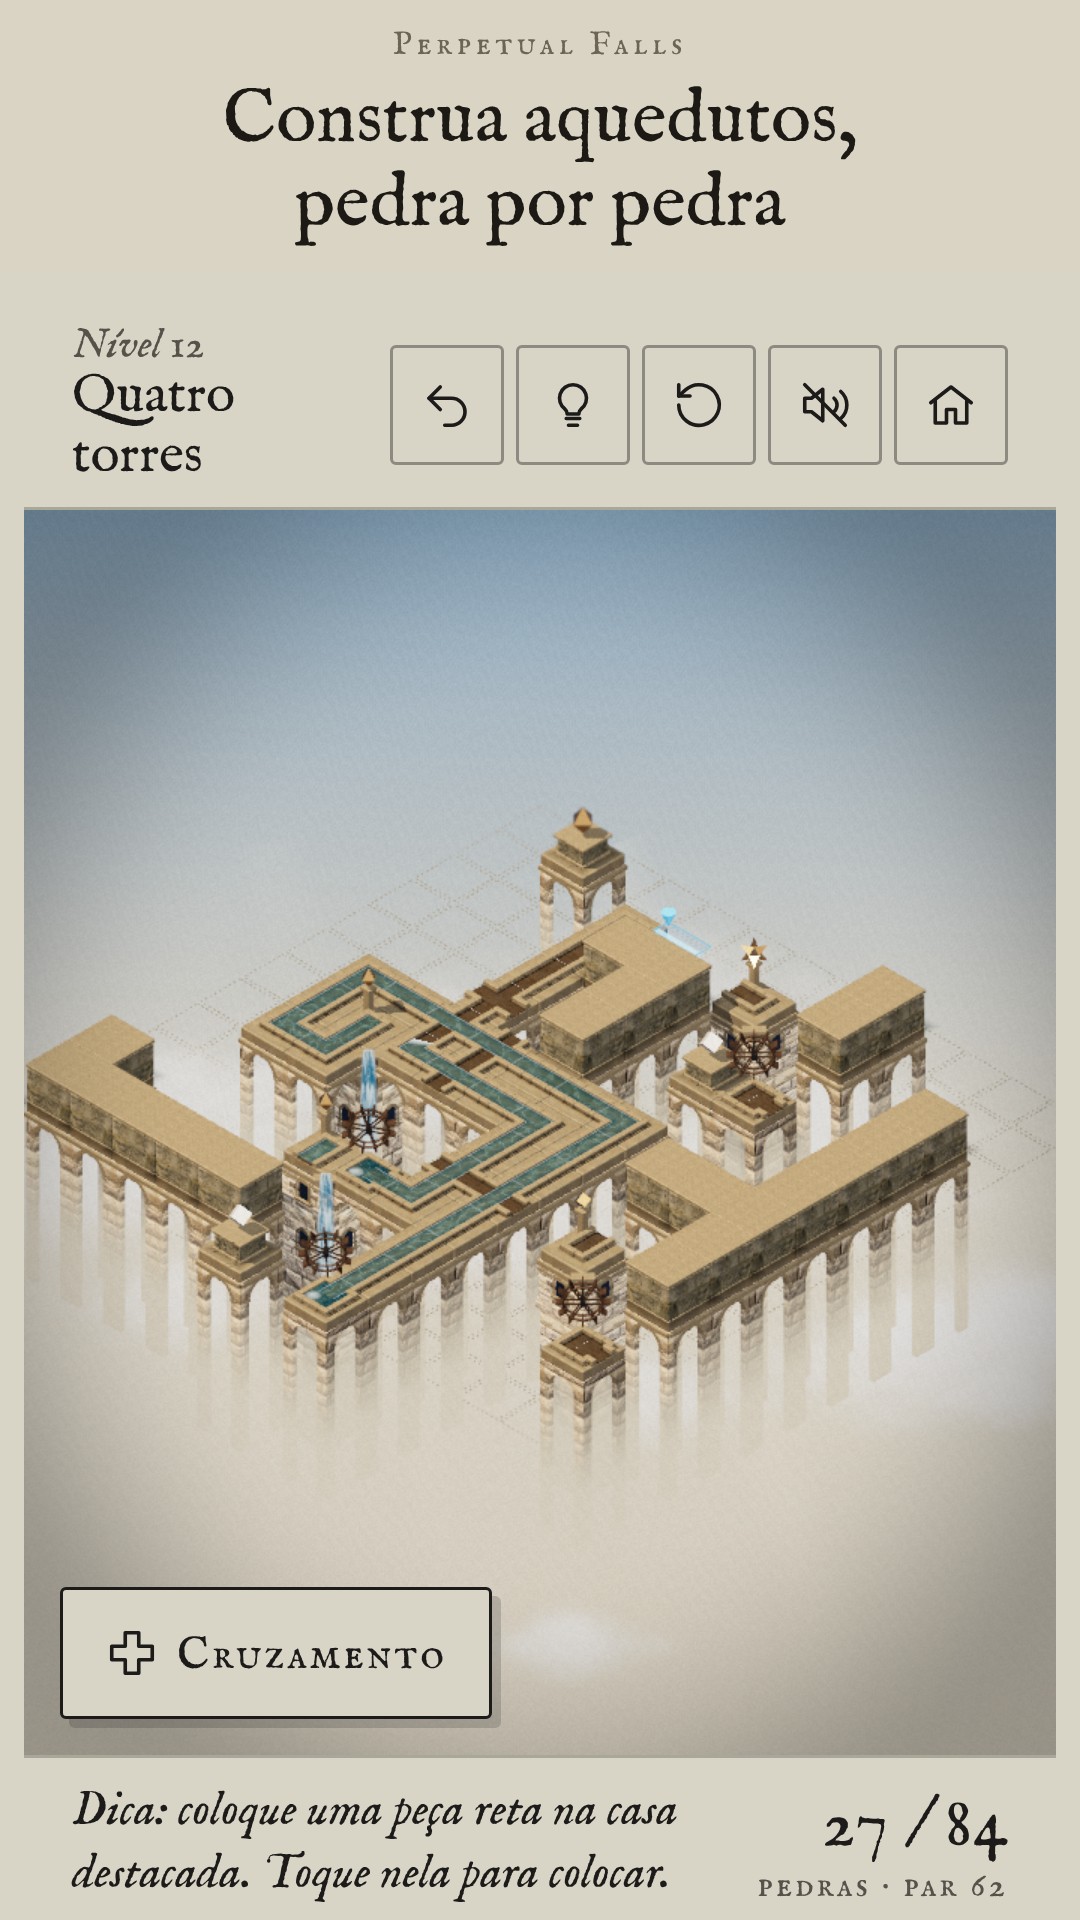 Perpetual Falls
Construa aquedutos,
pedra por pedra
Nível 12
Quatro
torres
Cruzamento
Dica: coloque uma peça reta na casa
destacada. Toque nela para colocar.
27 / 84
pedras · par 62